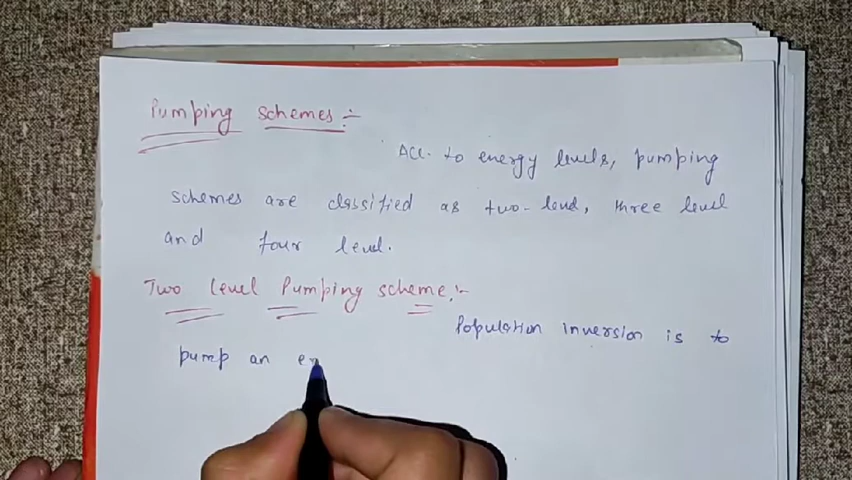 Pumping schemes :-
Acc. to energy levels, pumping
schemes are classified as two-level, three level
and four level.
Two level Pumping scheme :-
Population inversion is to
pump an en